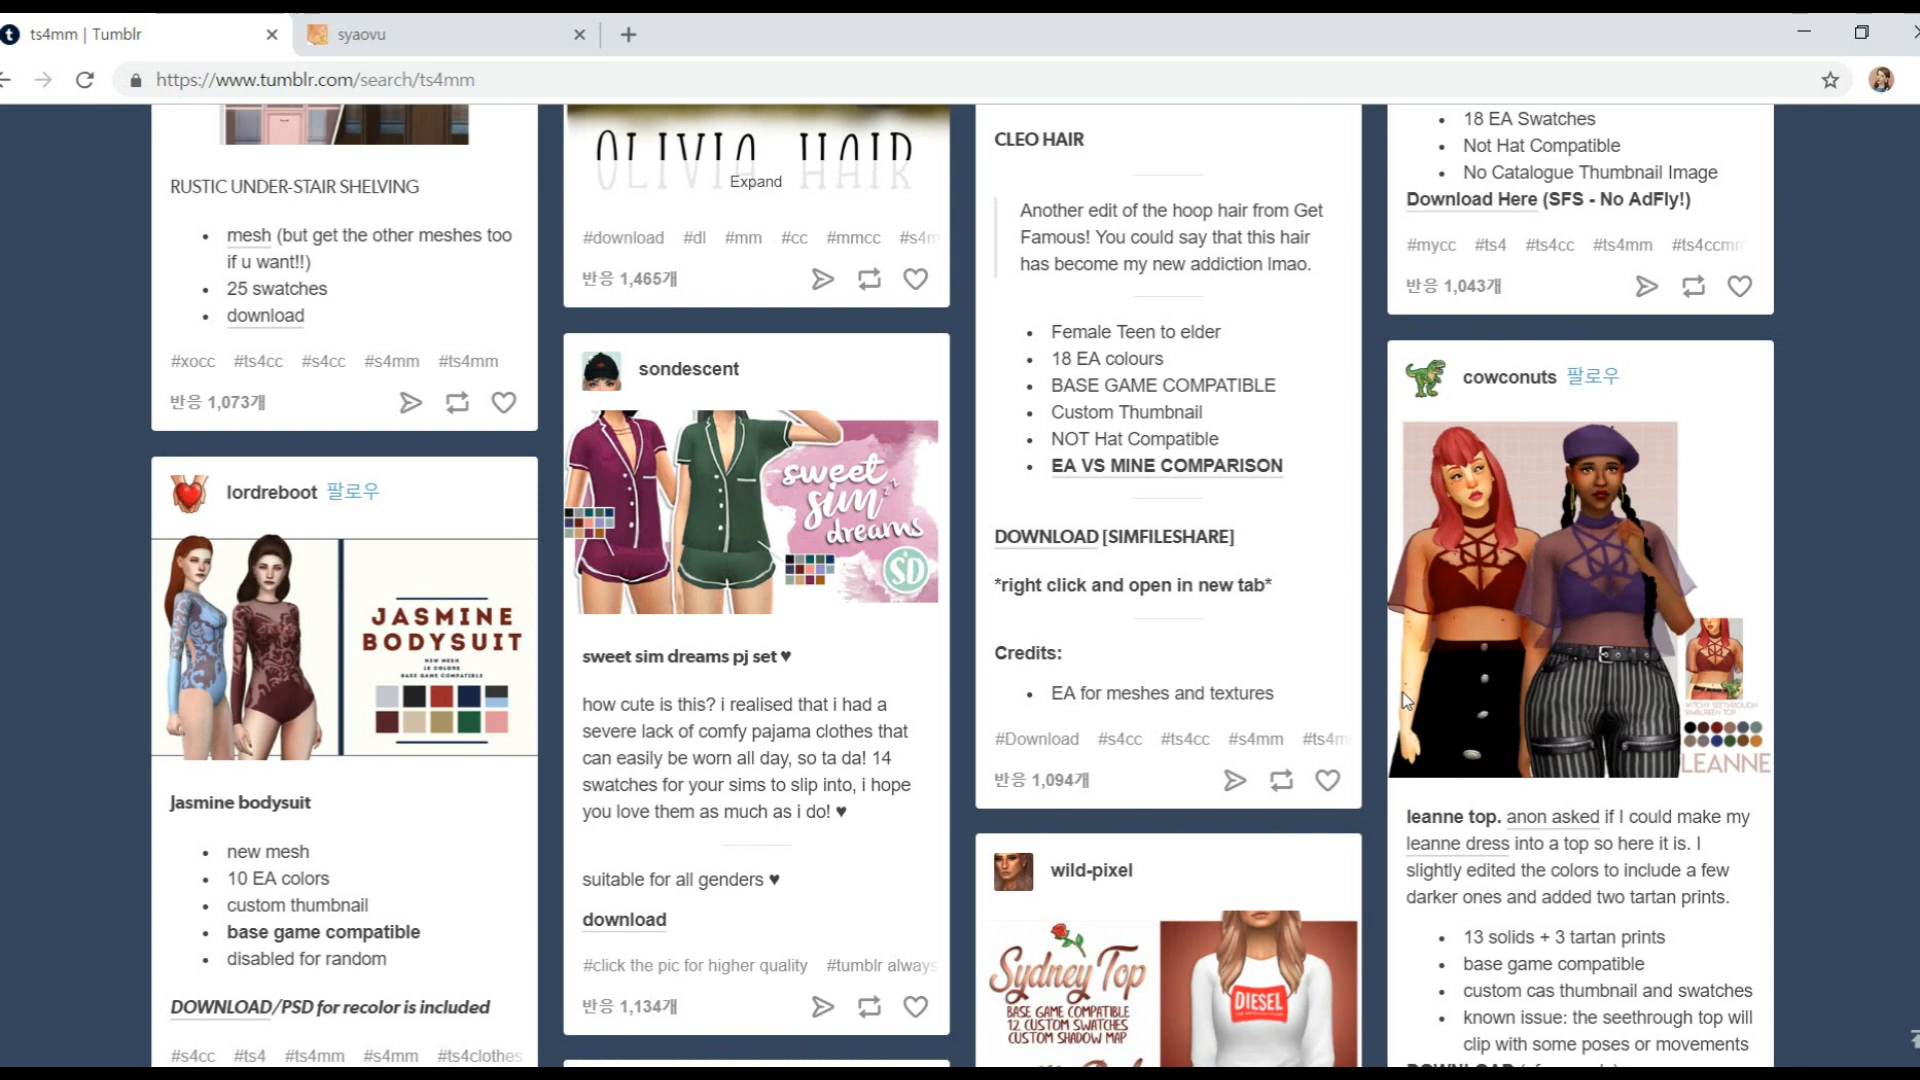 ts4mm | Tumblr
syaovu
https://www.tumblr.com/search/ts4mm
RUSTIC UNDER-STAIR SHELVING
mesh (but get the other meshes too
if u want!!)
25 swatches
download
#xocc #ts4cc #s4cc #s4mm #ts4mm
반응 1,073개
lordreboot 팔로우
JASMINE
BODYSUIT
NEW MESH
10 COLORS
BASE GAME COMPATIBLE
Jasmine bodysuit
new mesh
10 EA colors
custom thumbnail
base game compatible
disabled for random
DOWNLOAD/PSD for recolor is included
#s4cc #ts4 #ts4mm #s4mm #ts4clothes
OLIVIA HAIR
Expand
#download #dl #mm #cc #mmcc #s4m
반응 1,465개
sondescent
sweet
sim
dreams
SD
sweet sim dreams pj set ♥
how cute is this? i realised that i had a
severe lack of comfy pajama clothes that
can easily be worn all day, so ta da! 14
swatches for your sims to slip into, i hope
you love them as much as i do! ♥
suitable for all genders ♥
download
#click the pic for higher quality #tumblr always
반응 1,134개
CLEO HAIR
Another edit of the hoop hair from Get
Famous! You could say that this hair
has become my new addiction lmao.
Female Teen to elder
18 EA colours
BASE GAME COMPATIBLE
Custom Thumbnail
NOT Hat Compatible
EA VS MINE COMPARISON
DOWNLOAD [SIMFILESHARE]
*right click and open in new tab*
Credits:
EA for meshes and textures
#Download #s4cc #ts4cc #s4mm #ts4m
반응 1,094개
wild-pixel
Sydney Top
BASE GAME COMPATIBLE
12 CUSTOM SWATCHES
CUSTOM SHADOW MAP
DIESEL
18 EA Swatches
Not Hat Compatible
No Catalogue Thumbnail Image
Download Here (SFS - No AdFly!)
#mycc #ts4 #ts4cc #ts4mm #ts4ccmm
반응 1,043개
cowconuts 팔로우
WITCHY SEETHROUGH
SIMBLREEN TOP
LEANNE
leanne top. anon asked if I could make my
leanne dress into a top so here it is. I
slightly edited the colors to include a few
darker ones and added two tartan prints.
13 solids + 3 tartan prints
base game compatible
custom cas thumbnail and swatches
known issue: the seethrough top will
clip with some poses or movements